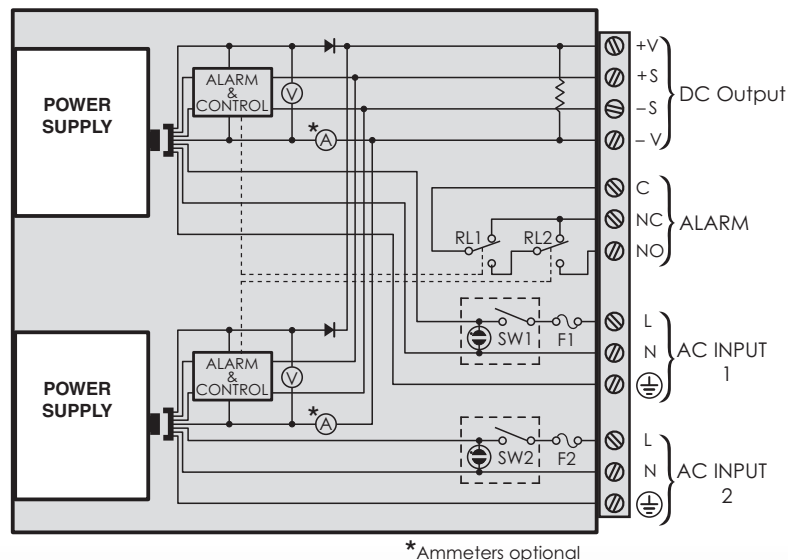 POWER
SUPPLY
ALARM
&
CONTROL
V
*
A
+V
+S
–S
– V
DC Output
C
NC
NO
ALARM
RL1
RL2
L
N
AC INPUT
1
SW1
F1
POWER
SUPPLY
ALARM
&
CONTROL
V
*
A
L
N
AC INPUT
2
SW2
F2
*Ammeters optional